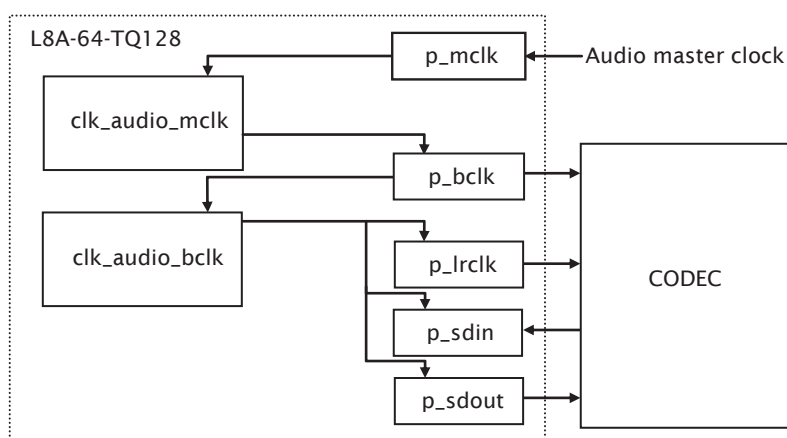 L8A-64-TQ128
p_mclk
Audio master clock
clk_audio_mclk
p_bclk
clk_audio_bclk
p_lrclk
CODEC
p_sdin
p_sdout